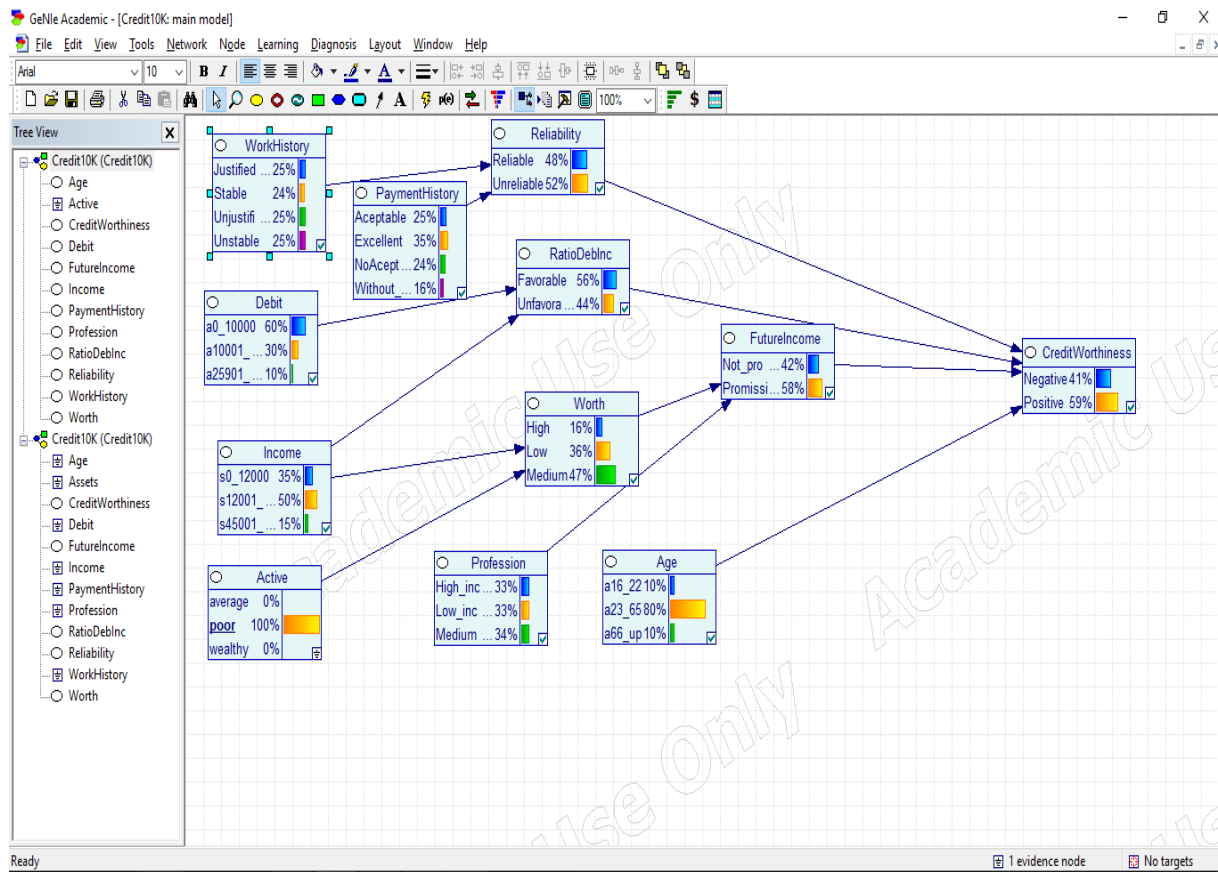 GeNIe Academic - [Credit10K: main model]
File Edit View Tools Network Node Learning Diagnosis Layout Window Help
Arial 10 B I A
A p(e) 100% $
Tree View X
Credit10K (Credit10K)
Age
Active
CreditWorthiness
Debit
FutureIncome
Income
PaymentHistory
Profession
RatioDebInc
Reliability
WorkHistory
Worth
Credit10K (Credit10K)
Age
Assets
CreditWorthiness
Debit
FutureIncome
Income
PaymentHistory
Profession
RatioDebInc
Reliability
WorkHistory
Worth
WorkHistory
Justified ... 25%
Stable 24%
Unjustifi ... 25%
Unstable 25%
PaymentHistory
Aceptable 25%
Excellent 35%
NoAcept ... 24%
Without_ ... 16%
Reliability
Reliable 48%
Unreliable 52%
RatioDebInc
Favorable 56%
Unfavora ... 44%
Debit
a0_10000 60%
a10001_ ... 30%
a25901_ ... 10%
FutureIncome
Not_pro ... 42%
Promissi ... 58%
CreditWorthiness
Negative 41%
Positive 59%
Worth
High 16%
Low 36%
Medium 47%
Income
s0_12000 35%
s12001_ ... 50%
s45001_ ... 15%
Active
average 0%
poor 100%
wealthy 0%
Profession
High_inc ... 33%
Low_inc ... 33%
Medium ... 34%
Age
a16_22 10%
a23_65 80%
a66_up 10%
Academic Use Only
Academic Us
Academic Use Only
Ready 1 evidence node No targets